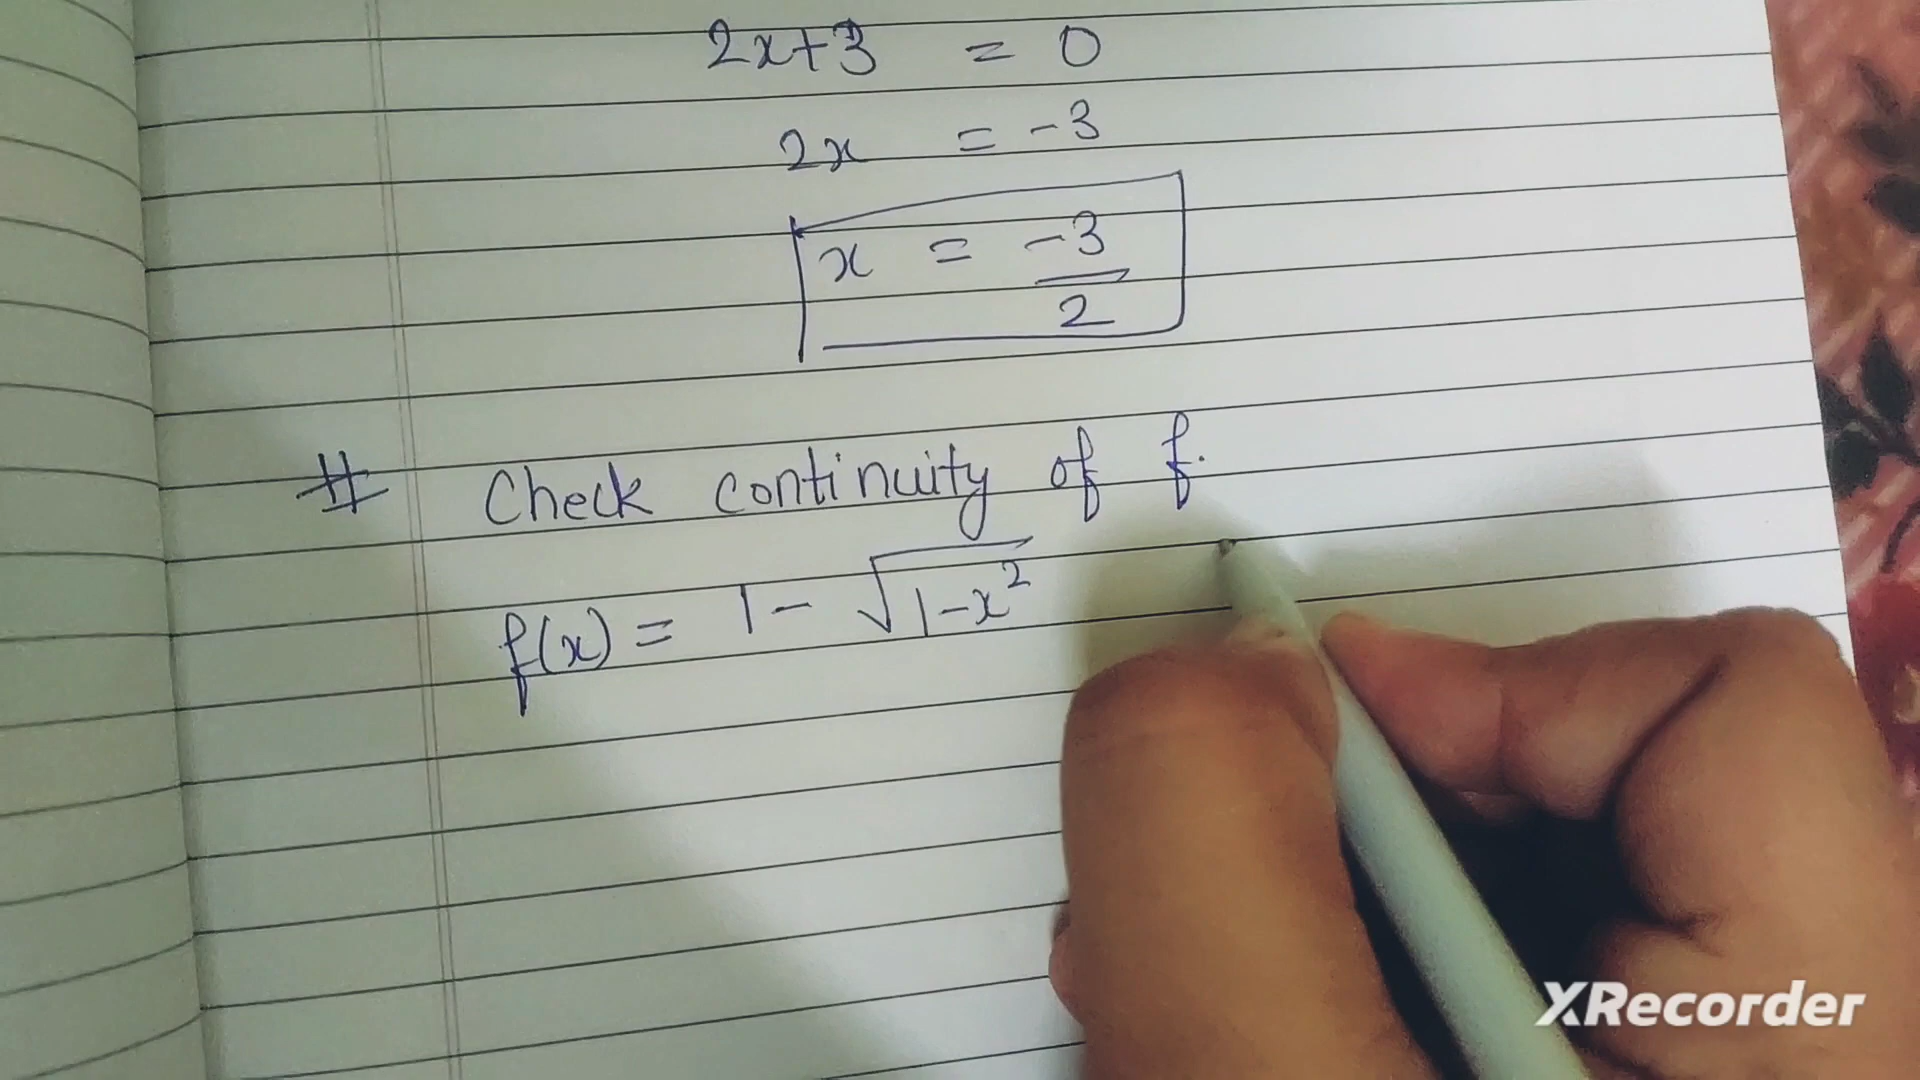 2x+3 = 0
2x = -3
x = -3/2
# Check continuity of f.
f(x) = 1 - √(1-x²)
XRecorder